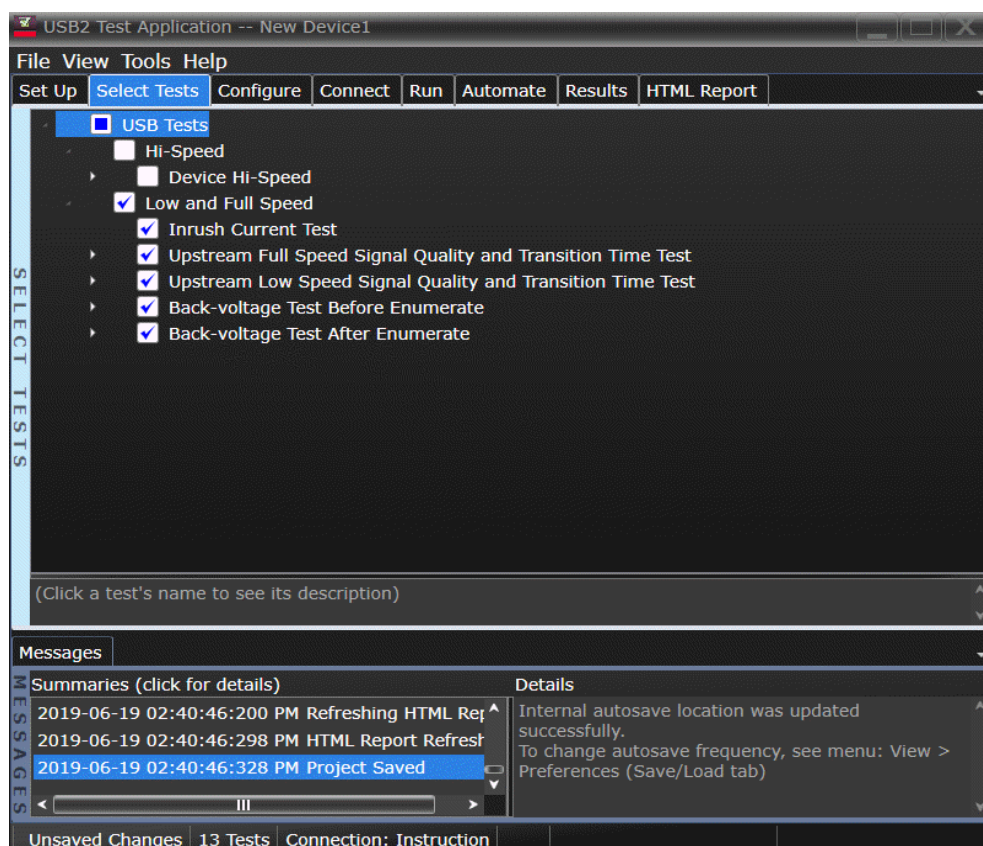 USB2 Test Application -- New Device1
File View Tools Help
Set Up Select Tests Configure Connect Run Automate Results HTML Report
USB Tests
Hi-Speed
Device Hi-Speed
Low and Full Speed
Inrush Current Test
Upstream Full Speed Signal Quality and Transition Time Test
Upstream Low Speed Signal Quality and Transition Time Test
Back-voltage Test Before Enumerate
Back-voltage Test After Enumerate
SELECT TESTS
(Click a test's name to see its description)
Messages
MESSAGES
Summaries (click for details)
2019-06-19 02:40:46:200 PM Refreshing HTML Rep
2019-06-19 02:40:46:298 PM HTML Report Refresh
2019-06-19 02:40:46:328 PM Project Saved
Details
Internal autosave location was updated
successfully.
To change autosave frequency, see menu: View >
Preferences (Save/Load tab)
Unsaved Changes 13 Tests Connection: Instruction